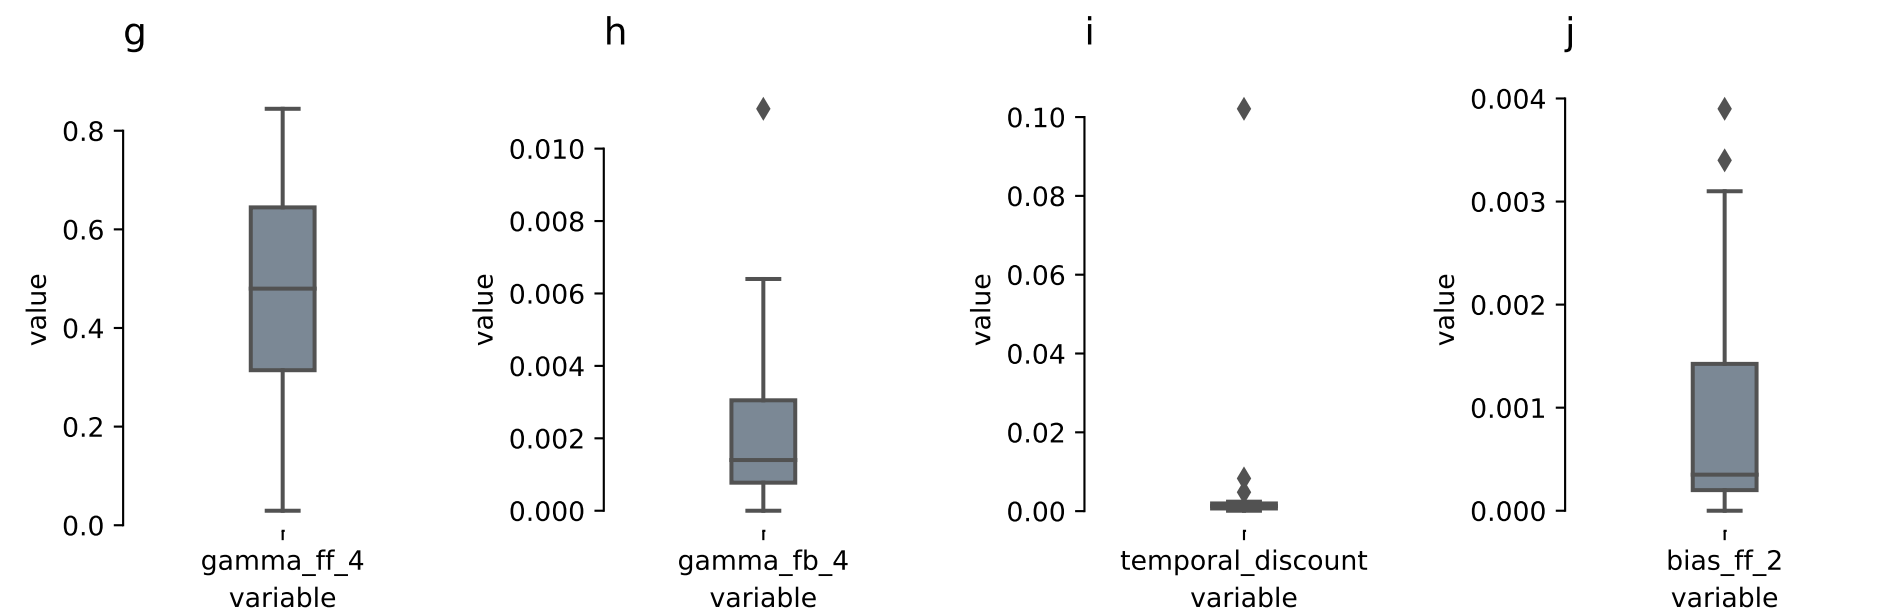 g
0.8
0.6
0.4
0.2
0.0
value
gamma_ff_4
variable
h
0.010
0.008
0.006
0.004
0.002
0.000
value
gamma_fb_4
variable
i
0.10
0.08
0.06
0.04
0.02
0.00
value
temporal_discount
variable
j
0.004
0.003
0.002
0.001
0.000
value
bias_ff_2
variable